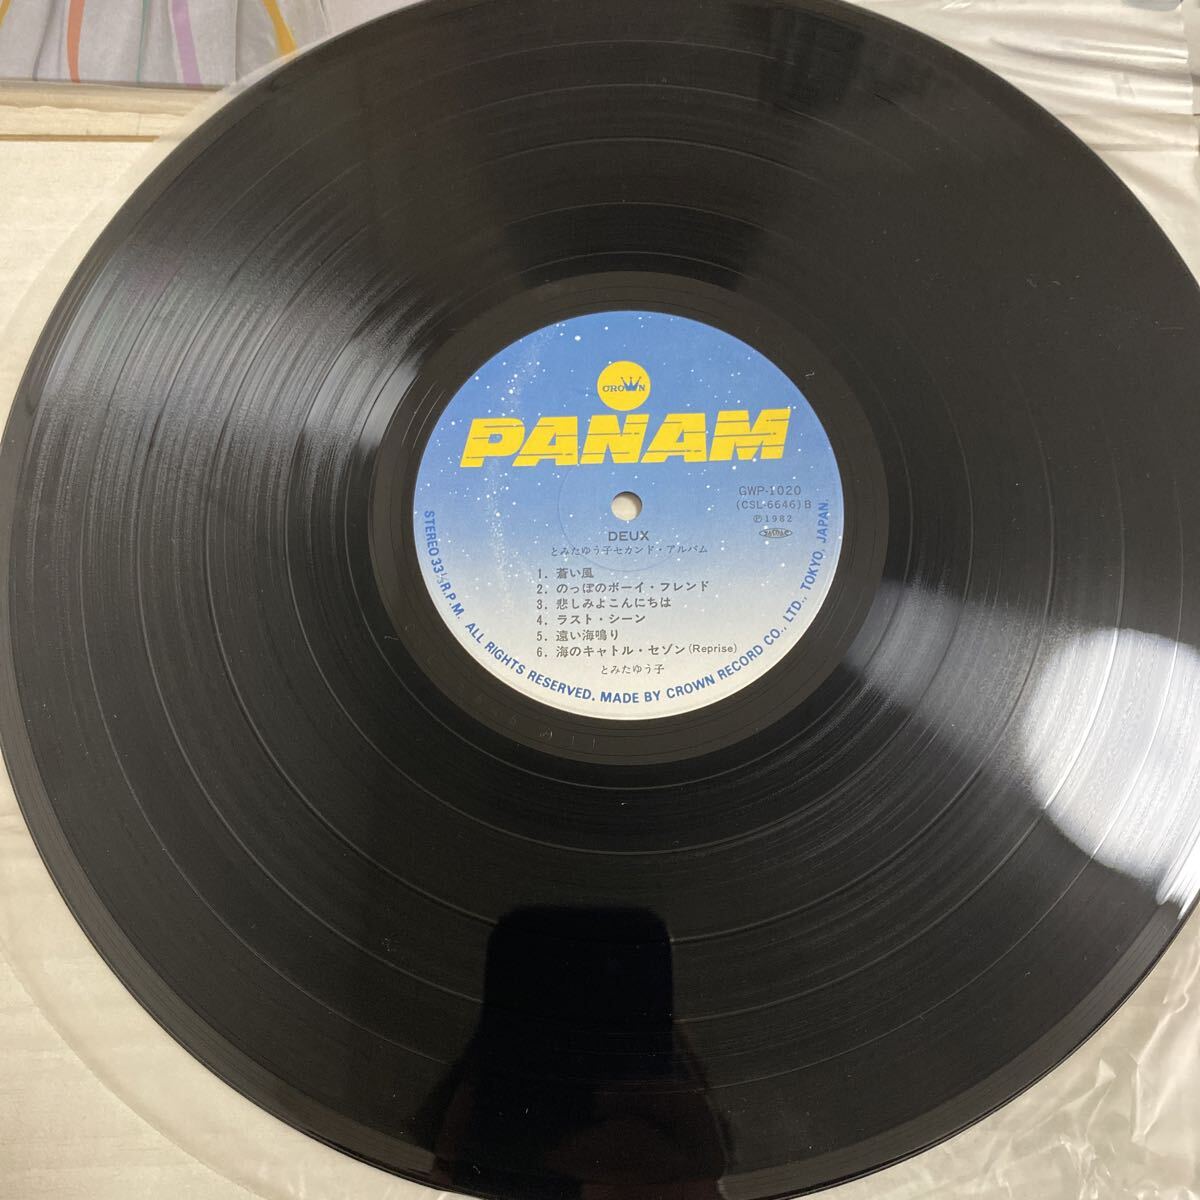 CROWN
PANAM
GWP-1020
(CSL-6646) B
Ⓟ1982
DEUX
とみたゆう子セカンド・アルバム
1. 蒼い風
2. のっぽのボーイ・フレンド
3. 悲しみよこんにちは
4. ラスト・シーン
5. 遠い海鳴り
6. 海のキャトル・セゾン (Reprise)
とみたゆう子
STEREO 33 1/3 R.P.M. ALL RIGHTS RESERVED. MADE BY CROWN RECORD CO., LTD., TOKYO, JAPAN.